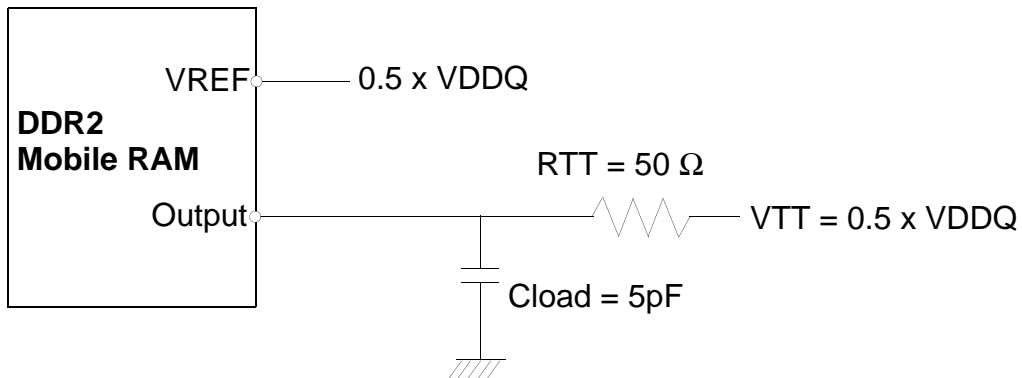 VREF
0.5 x VDDQ
DDR2
Mobile RAM
RTT = 50 Ω
Output
VTT = 0.5 x VDDQ
Cload = 5pF